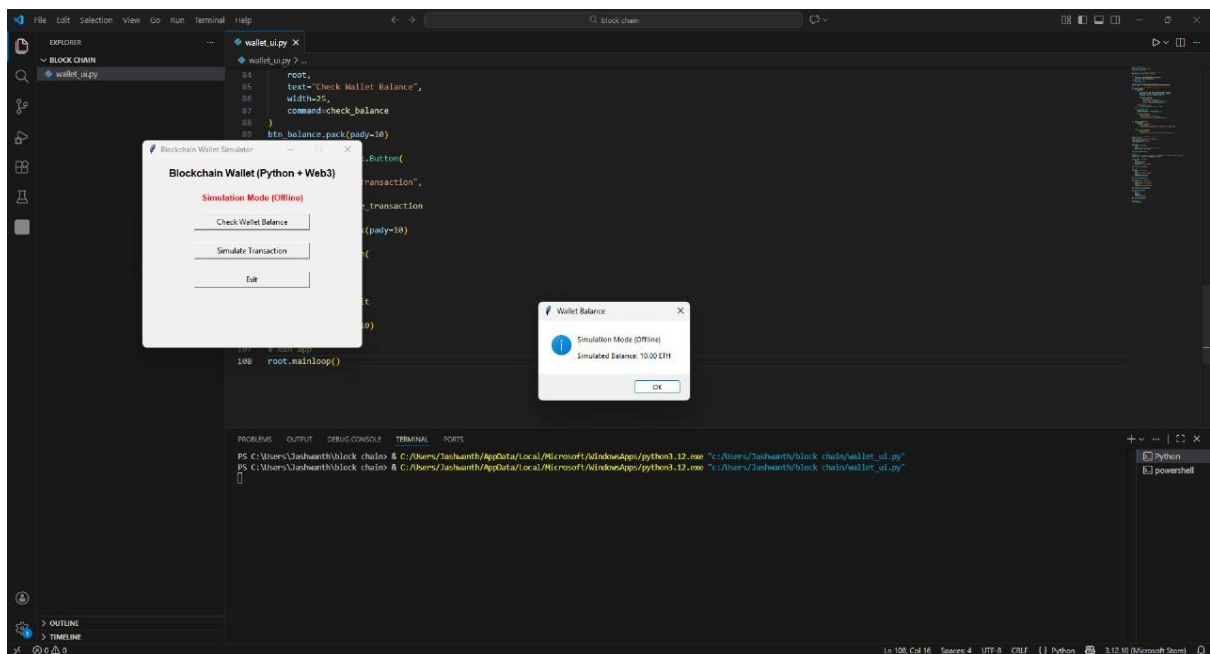 File Edit Selection View Go Run Terminal Help
block chain
EXPLORER
BLOCK CHAIN
wallet_ui.py
wallet_ui.py
wallet_ui.py > ...
84 root,
85 text="Check Wallet Balance",
86 width=25,
87 command=check_balance
88 )
89 btn_balance.pack(pady=10)
.Button(
ransaction",
e_transaction
(pady=10)
(
it
10)
107 # Run app
108 root.mainloop()
Blockchain Wallet Simulator
Blockchain Wallet (Python + Web3)
Simulation Mode (Offline)
Check Wallet Balance
Simulate Transaction
Exit
Wallet Balance
Simulation Mode (Offline)
Simulated Balance: 10.00 ETH
OK
PROBLEMS OUTPUT DEBUG CONSOLE TERMINAL PORTS
PS C:\Users\Jashwanth\block chain> & C:/Users/Jashwanth/AppData/Local/Microsoft/WindowsApps/python3.12.exe "c:/Users/Jashwanth/block chain/wallet_ui.py"
PS C:\Users\Jashwanth\block chain> & C:/Users/Jashwanth/AppData/Local/Microsoft/WindowsApps/python3.12.exe "c:/Users/Jashwanth/block chain/wallet_ui.py"
Python
powershell
> OUTLINE
> TIMELINE
0 0
Ln 108, Col 16 Spaces: 4 UTF-8 CRLF {} Python 3.12.10 (Microsoft Store)